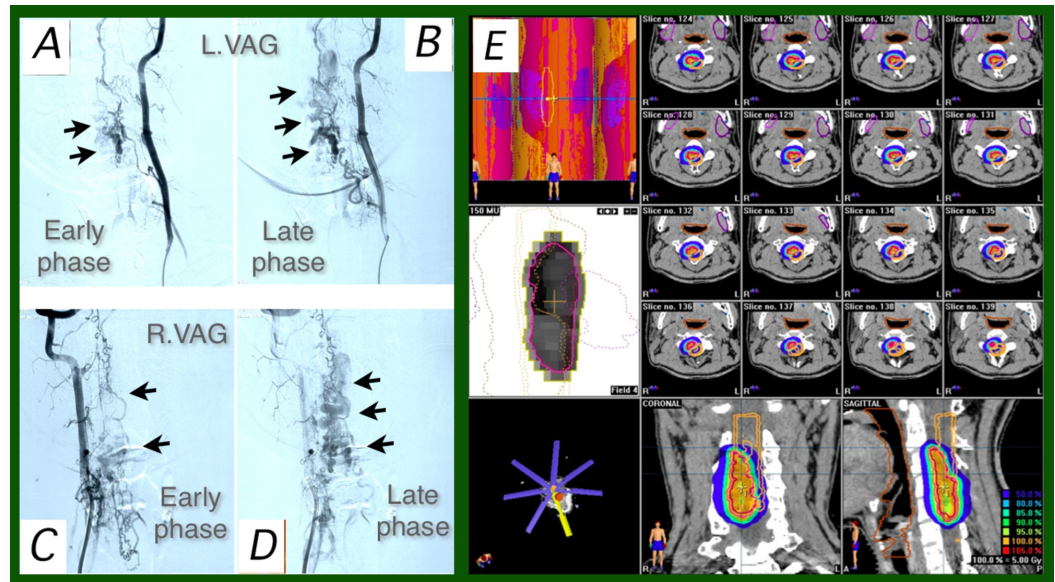 A
L.VAG
B
Early
phase
Late
phase
R.VAG
C
Early
phase
D
Late
phase
E
Slice no. 124
Slice no. 125
Slice no. 126
Slice no. 127
R L
R L
R L
R L
Slice no. 128
Slice no. 129
Slice no. 130
Slice no. 131
R L
R L
R L
R L
150 MU
Field 4
Slice no. 132
Slice no. 133
Slice no. 134
Slice no. 135
R L
R L
R L
R L
Slice no. 136
Slice no. 137
Slice no. 138
Slice no. 139
R L
R L
R L
R L
CORONAL
R L
SAGITTAL
50.0 %
80.0 %
85.0 %
90.0 %
95.0 %
100.0 %
105.0 %
A P
100.0 % = 5.00 Gy